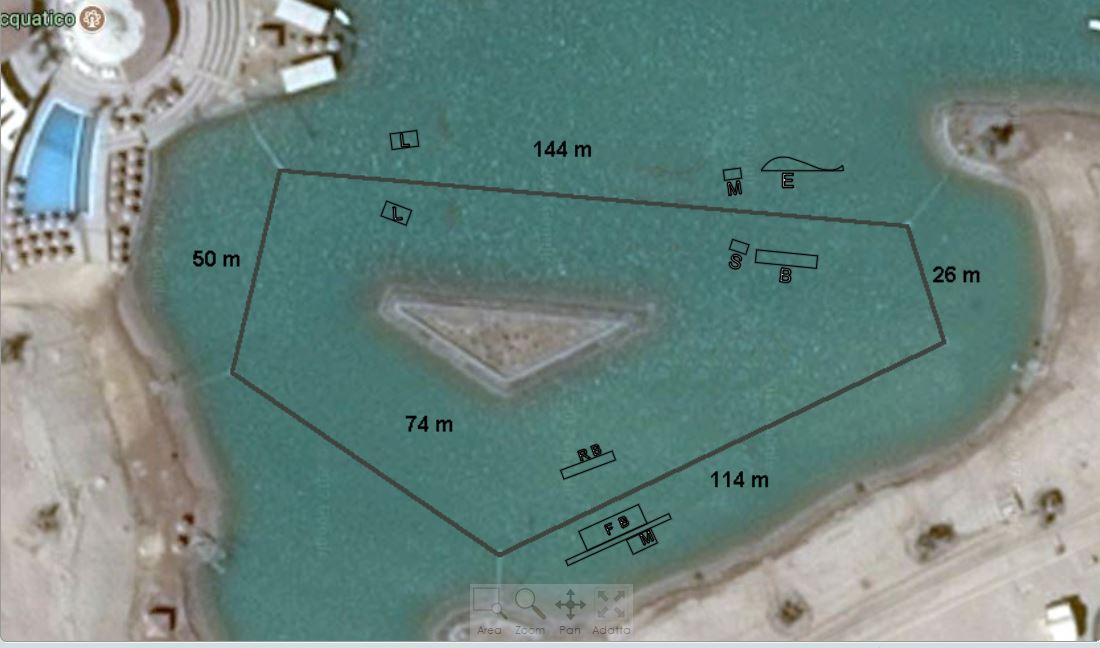 cquatico
L
144 m
M
E
L
50 m
S
B
26 m
74 m
R B
114 m
F B
M
Area Zoom Pan Adatta